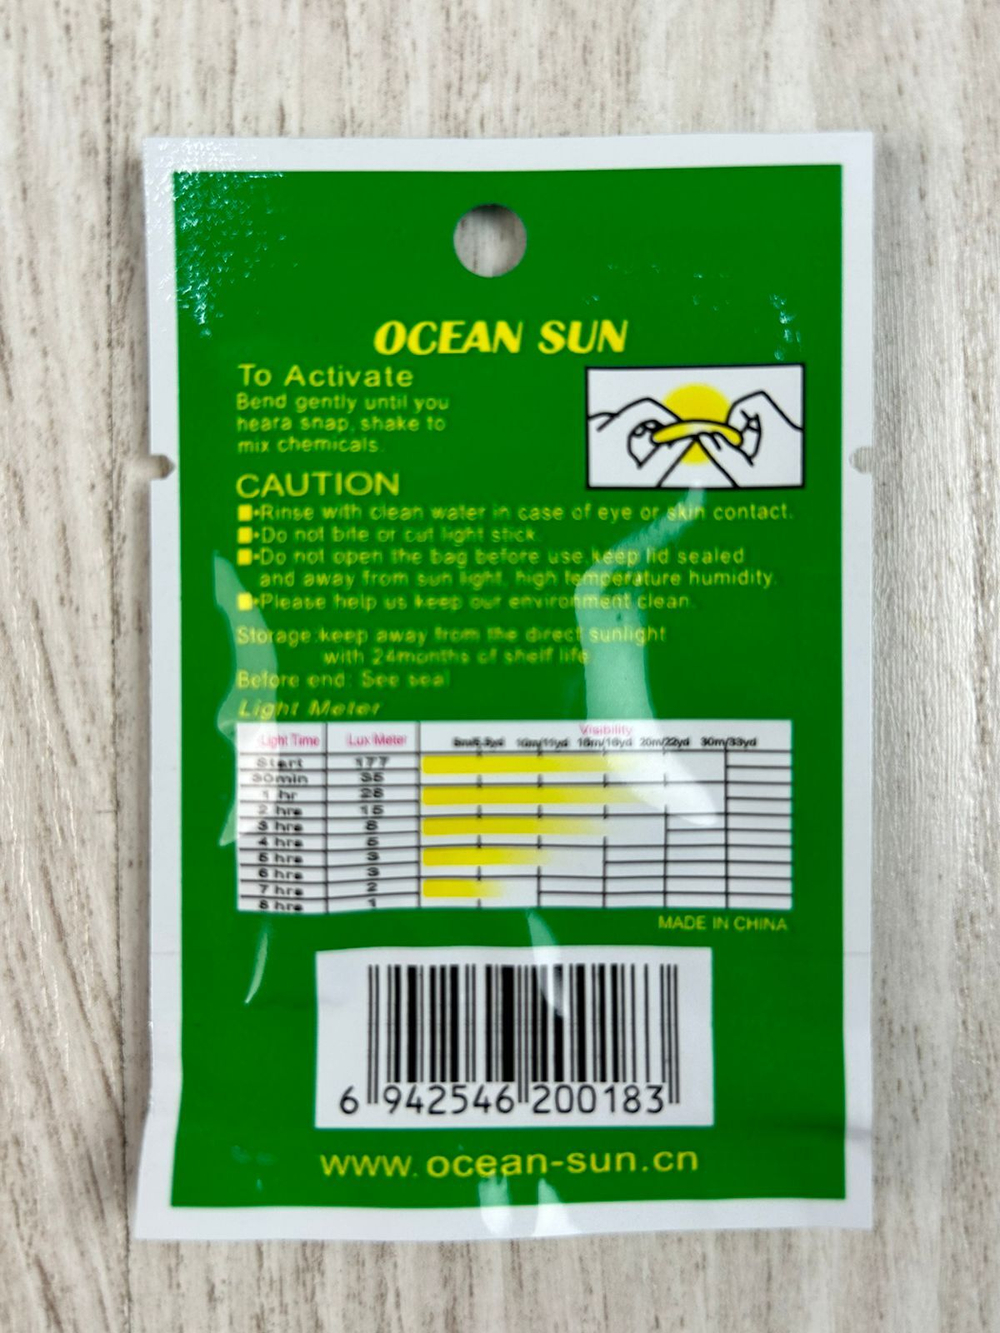 OCEAN SUN
To Activate
Bend gently until you
heara snap, shake to
mix chemicals.
CAUTION
•Rinse with clean water in case of eye or skin contact.
•Do not bite or cut light stick.
•Do not open the bag before use,keep lid sealed
and away from sun light, high temperature humidity.
•Please help us keep our environment clean.
Storage:keep away from the direct sunlight
with 24months of shelf life
Before end: See seal
Light Meter
Visibility
Light Time Lux Meter 10m/11yd 20m/22yd 30m/33yd
Start 177
30min 35
1 hr 28
2 hrs 15
3 hrs 8
4 hrs 5
5 hrs 3
6 hrs 3
7 hrs 2
8 hrs 1
MADE IN CHINA
6 942546 200183
www.ocean-sun.cn